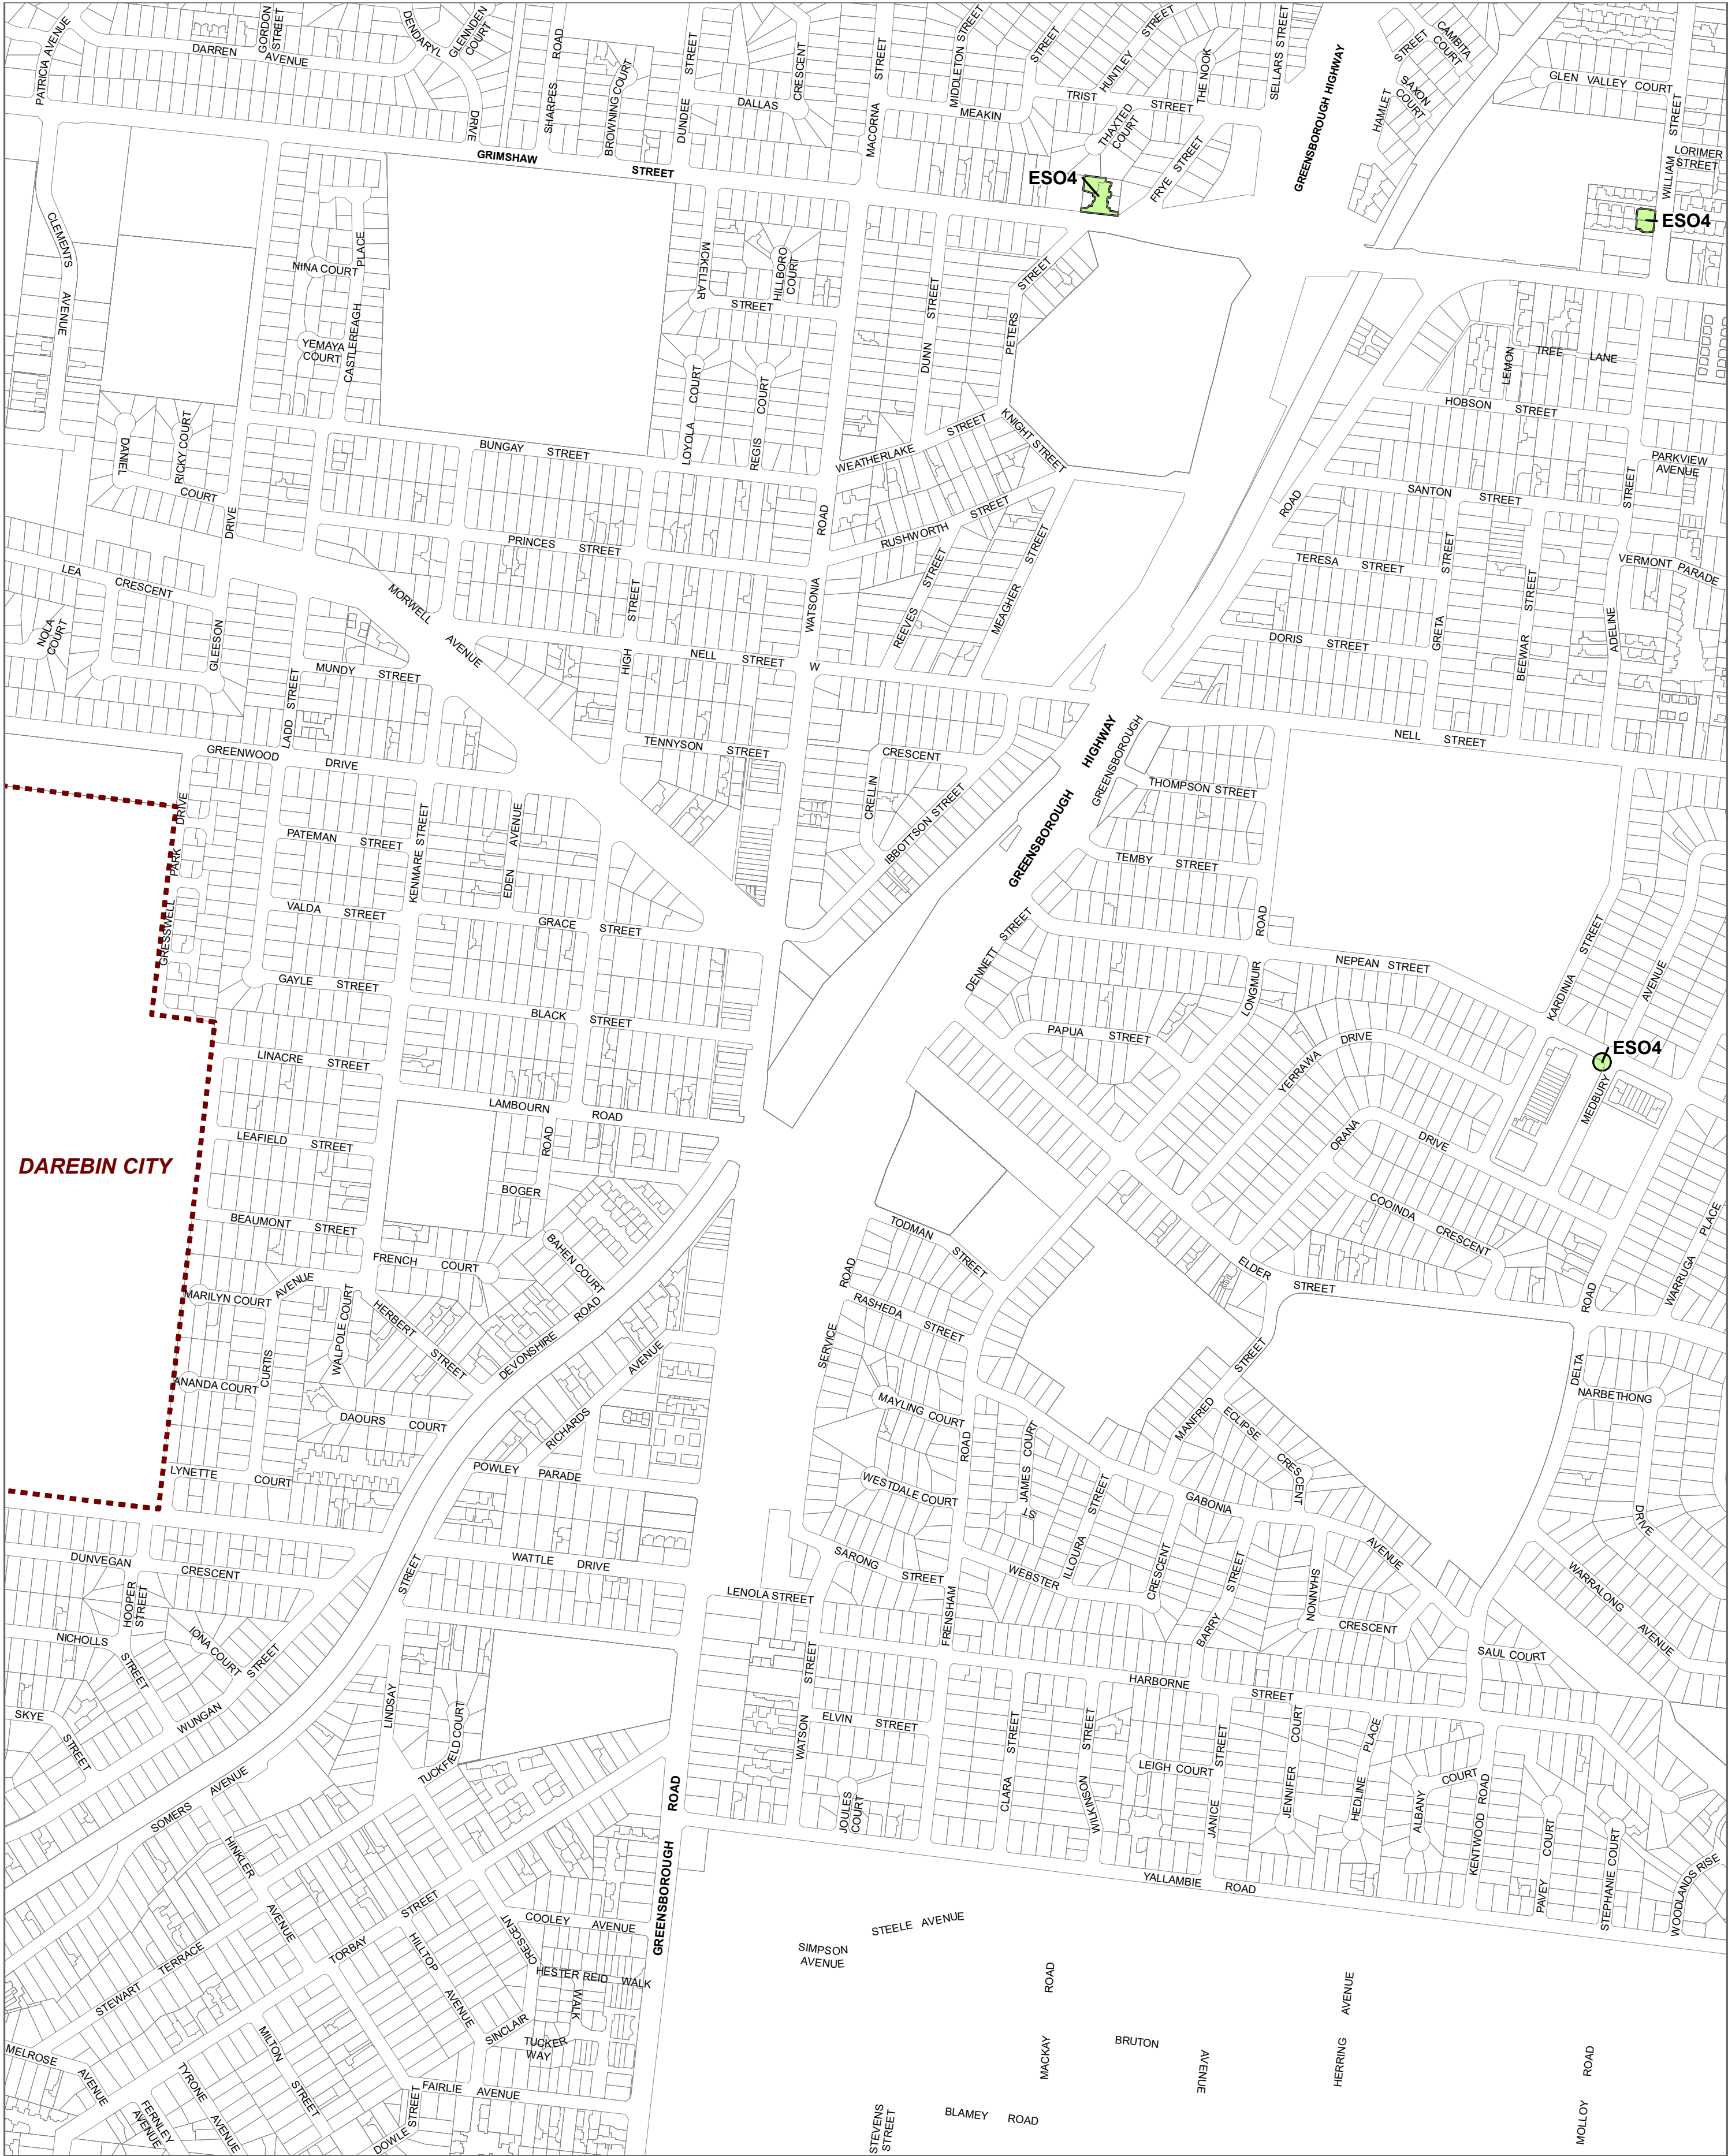 PATRICIA AVENUE
DARREN AVENUE
GORDON
STREET
DENDARYL
GLENNDEN
COURT
DRIVE
SHARPES ROAD
BROWNING COURT
DUNDEE STREET
DALLAS CRESCENT
MACORNA STREET
MIDDLETON STREET
MEAKIN
STREET
TRIST STREET
HUNTLEY STREET
THAXTED
COURT
THE NOOK
SELLARS STREET
FRYE STREET
GREENSBOROUGH HIGHWAY
HAMLET STREET
CAMBITA
COURT
SAXON
COURT
GLEN VALLEY COURT
WILLIAM STREET
LORIMER
STREET
GRIMSHAW STREET
ESO4
ESO4
CLEMENTS AVENUE
NINA COURT
CASTLEREAGH PLACE
YEMAYA
COURT
MCKELLAR STREET
HILLBORO
COURT
DUNN STREET
PETERS STREET
LEMON TREE LANE
HOBSON STREET
DANIEL COURT
RICKY COURT
BUNGAY STREET
LOYOLA COURT
REGIS COURT
WEATHERLAKE STREET
KNIGHT STREET
PARKVIEW
AVENUE
SANTON STREET
ROAD
STREET
DRIVE
PRINCES STREET
ROAD
RUSHWORTH STREET
TERESA STREET
VERMONT PARADE
LEA CRESCENT
MORWELL AVENUE
HIGH STREET
WATSONIA
REEVES STREET
MEAGHER STREET
GRETA STREET
BEEWAR STREET
ADELINE
NOLA
COURT
GLEESON
LADD STREET
MUNDY STREET
NELL STREET W
DORIS STREET
GREENWOOD DRIVE
TENNYSON STREET
CRELLIN CRESCENT
GREENSBOROUGH HIGHWAY
GREENSBOROUGH
NELL STREET
THOMPSON STREET
GRESSWELL PARK DRIVE
PATEMAN STREET
KENMARE STREET
EDEN AVENUE
IBBOTTSON STREET
TEMBY STREET
VALDA STREET
GRACE STREET
DENNETT STREET
LONGMUIR ROAD
NEPEAN STREET
KARDINIA STREET
AVENUE
GAYLE STREET
BLACK STREET
PAPUA STREET
YERRAWA DRIVE
ESO4
MEDBURY
LINACRE STREET
LAMBOURN ROAD
ORANA DRIVE
LEAFIELD STREET
DAREBIN CITY
BOGER ROAD
COOINDA CRESCENT
WARRUGA PLACE
BEAUMONT STREET
FRENCH COURT
BAHEN COURT
TODMAN STREET
ELDER STREET
MARILYN COURT
CURTIS AVENUE
WALPOLE COURT
HERBERT STREET
DEVONSHIRE ROAD
SERVICE ROAD
RASHEDA STREET
DELTA ROAD
ANANDA COURT
DAOURS COURT
RICHARDS AVENUE
MAYLING COURT
MANFRED STREET
ECLIPSE CRESCENT
NARBETHONG DRIVE
LYNETTE COURT
POWLEY PARADE
WESTDALE COURT
FRENSHAM ROAD
JAMES COURT
ST
ILLOURA STREET
GABONIA AVENUE
DUNVEGAN CRESCENT
WATTLE DRIVE
STREET
SARONG STREET
WEBSTER CRESCENT
BARRY STREET
SHANNON CRESCENT
WARRALONG AVENUE
HOOPER
STREET
LENOLA STREET
NICHOLLS STREET
IONA COURT
WUNGAN STREET
WATSON STREET
HARBORNE STREET
SAUL COURT
SKYE STREET
LINDSAY
TUCKFIELD COURT
ELVIN STREET
CLARA STREET
WILKINSON STREET
LEIGH COURT
JANICE STREET
JENNIFER COURT
HEDLINE PLACE
ALBANY COURT
KENTWOOD ROAD
PAVEY COURT
STEPHANIE COURT
WOODLANDS RISE
SOMERS AVENUE
JOULES
COURT
HINKLER AVENUE
GREENSBOROUGH ROAD
YALLAMBIE ROAD
STEWART TERRACE
TORBAY STREET
HILLTOP AVENUE
SINCLAIR CRESCENT
COOLEY AVENUE
STEELE AVENUE
SIMPSON
AVENUE
HESTER REID WALK
WALK
TUCKER
WAY
MACKAY ROAD
BRUTON AVENUE
HERRING AVENUE
MOLLOY ROAD
MELROSE AVENUE
TYRONE AVENUE
MILTON STREET
FERNLEY
AVENUE
FAIRLIE AVENUE
DOWLE STREET
STEVENS
STREET
BLAMEY ROAD